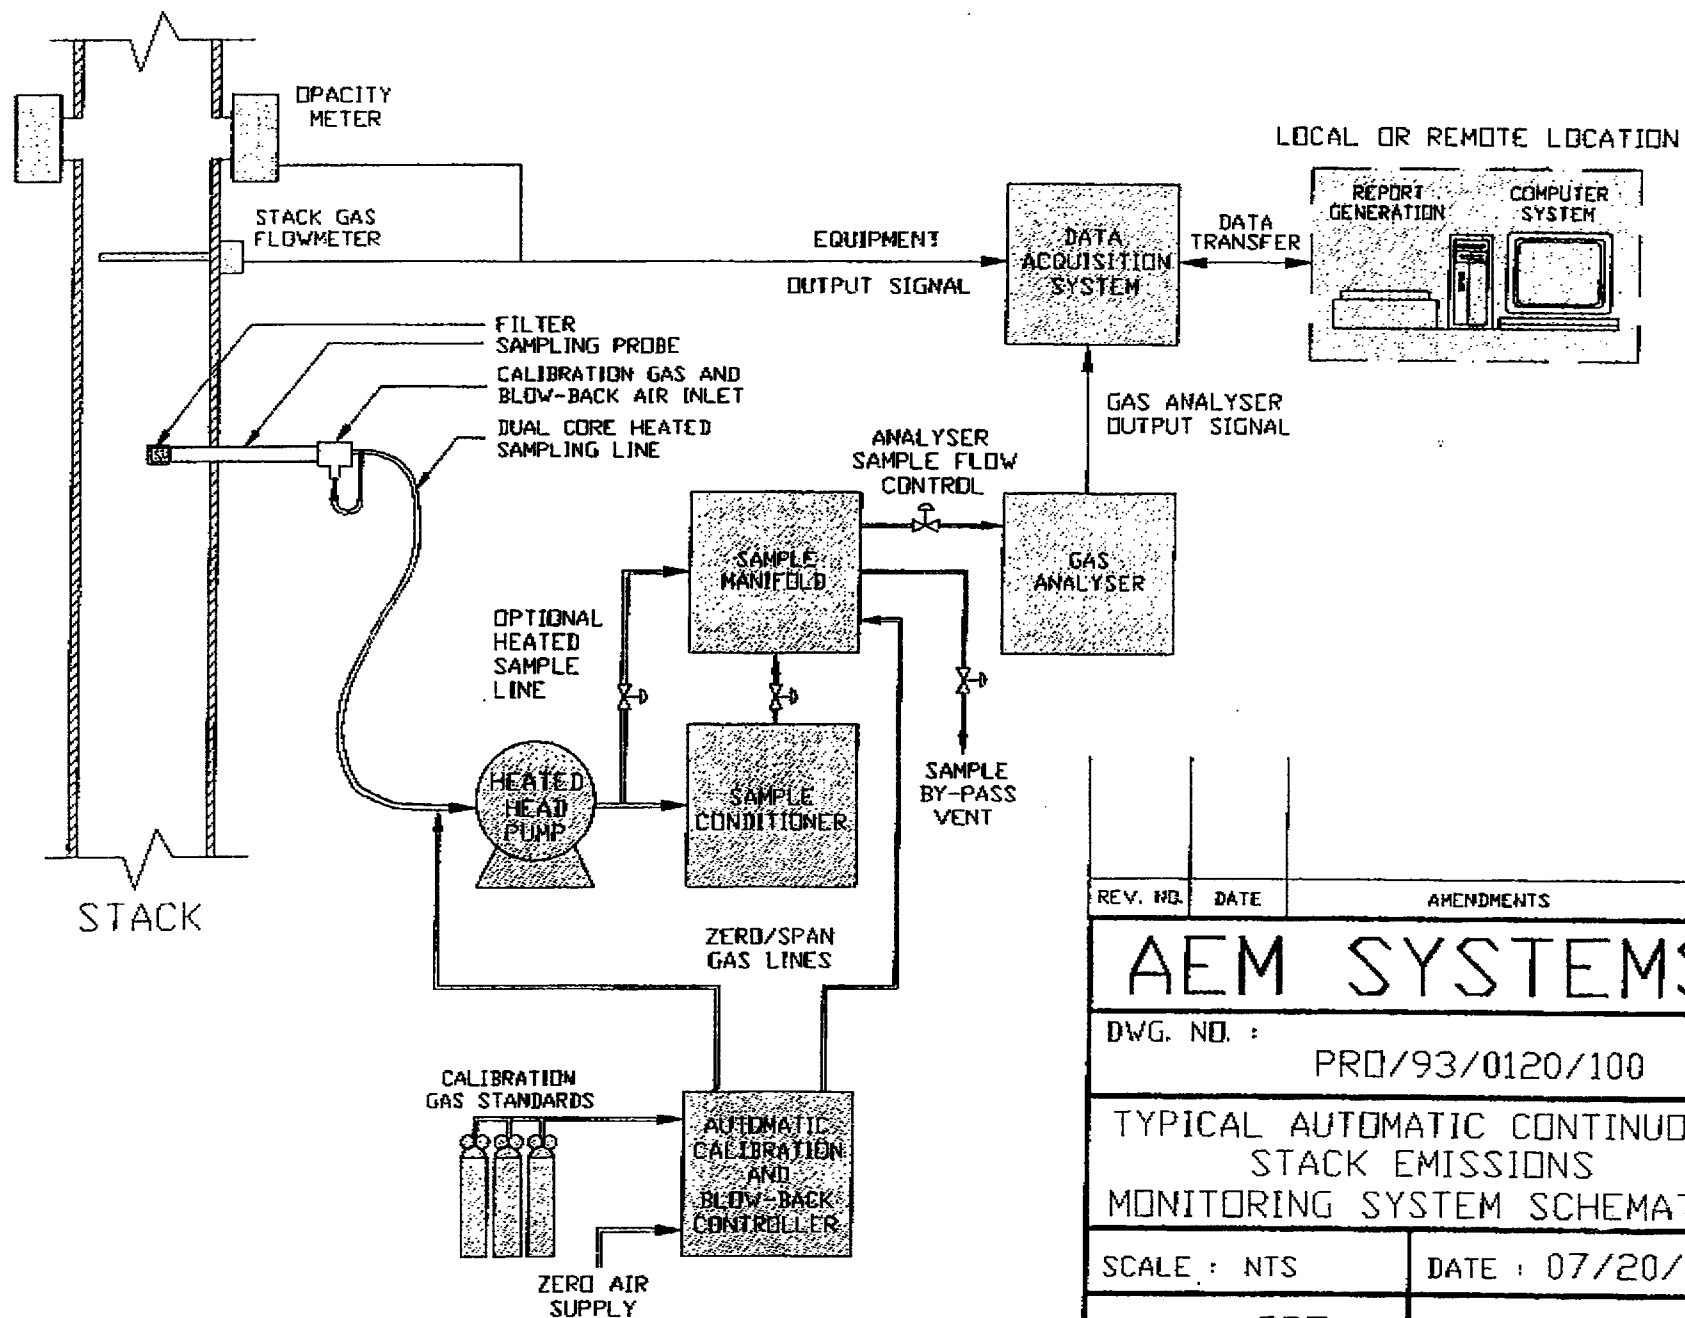 OPACITY
METER
LOCAL OR REMOTE LOCATION
REPORT
GENERATION
COMPUTER
SYSTEM
STACK GAS
FLOWMETER
EQUIPMENT
OUTPUT SIGNAL
DATA
ACQUISITION
SYSTEM
DATA
TRANSFER
FILTER
SAMPLING PROBE
CALIBRATION GAS AND
BLOW-BACK AIR INLET
DUAL CORE HEATED
SAMPLING LINE
GAS ANALYSER
OUTPUT SIGNAL
ANALYSER
SAMPLE FLOW
CONTROL
SAMPLE
MANIFOLD
GAS
ANALYSER
OPTIONAL
HEATED
SAMPLE
LINE
HEATED
HEAD
PUMP
SAMPLE
CONDITIONER
SAMPLE
BY-PASS
VENT
STACK
ZERO/SPAN
GAS LINES
CALIBRATION
GAS STANDARDS
AUTOMATIC
CALIBRATION
AND
BLOW-BACK
CONTROLLER
ZERO AIR
SUPPLY
REV. NO. DATE AMENDMENTS
AEM SYSTEMS
DWG. NO. :
PRO/93/0120/100
TYPICAL AUTOMATIC CONTINUO
STACK EMISSIONS
MONITORING SYSTEM SCHEMAT
SCALE : NTS DATE : 07/20/